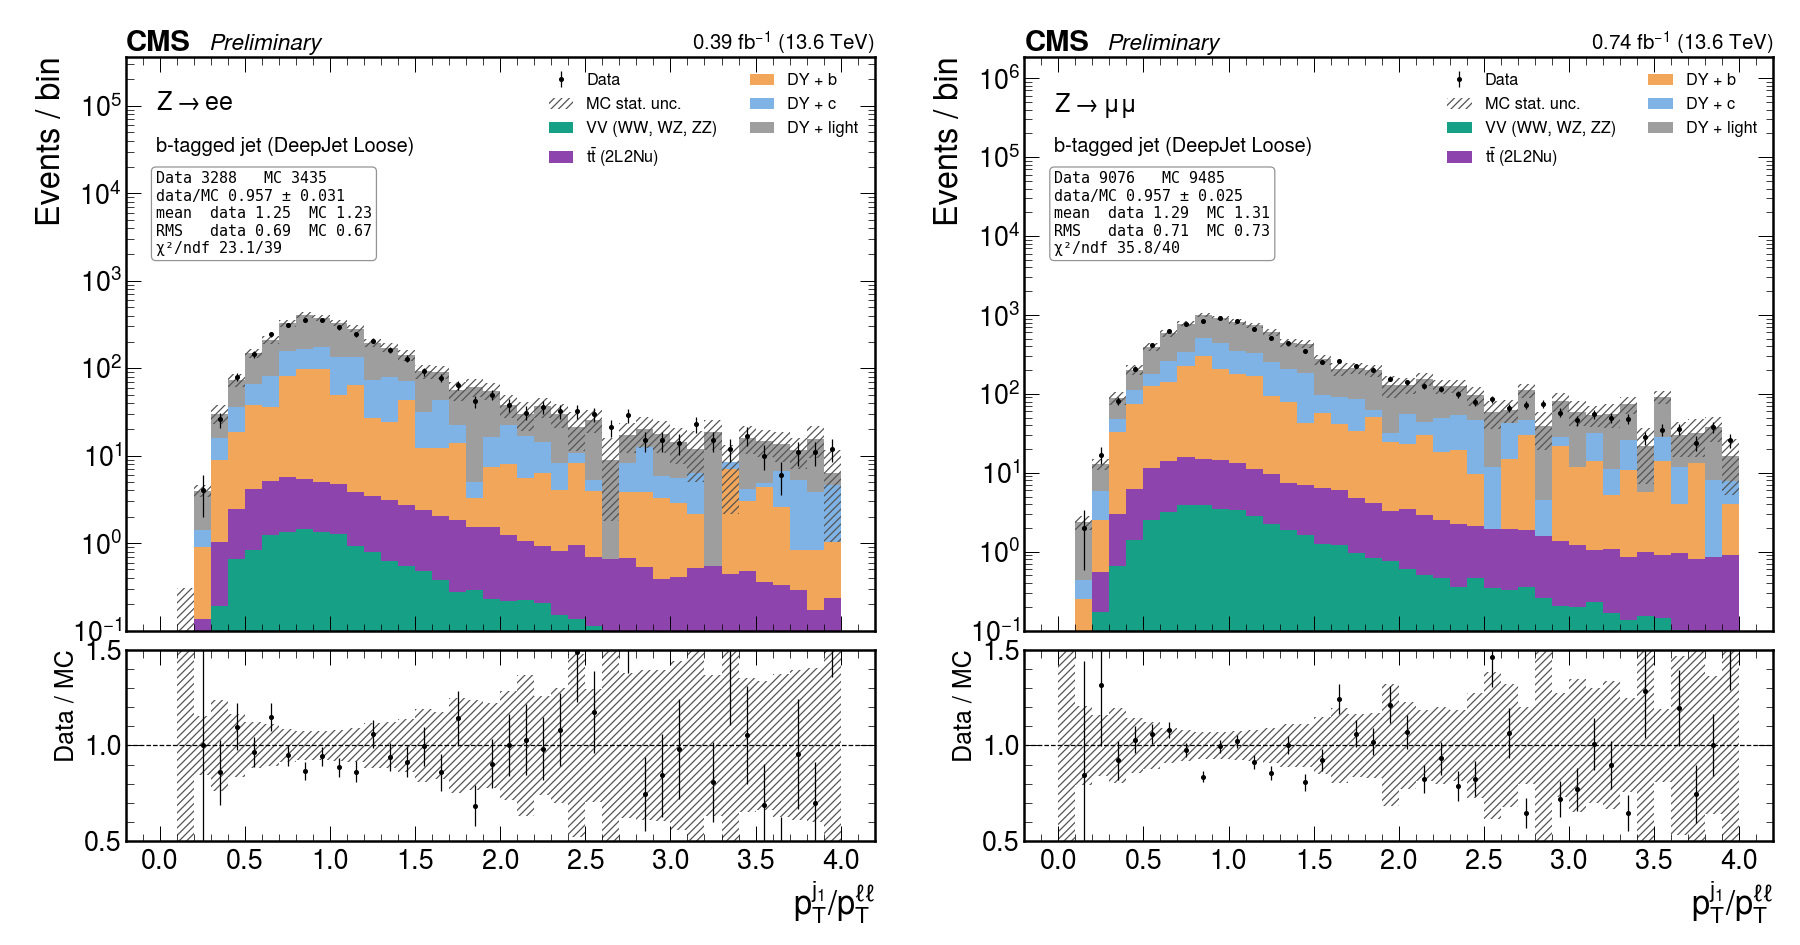 CMS Preliminary 0.39 fb⁻¹ (13.6 TeV)
Events / bin
Z → ee
b-tagged jet (DeepJet Loose)
Data 3288 MC 3435
data/MC 0.957 ± 0.031
mean data 1.25 MC 1.23
RMS data 0.69 MC 0.67
χ²/ndf 23.1/39
Data
MC stat. unc.
VV (WW, WZ, ZZ)
tt̄ (2L2Nu)
DY + b
DY + c
DY + light
10⁵
10⁴
10³
10²
10¹
10⁰
10⁻¹
Data / MC
1.5
1.0
0.5
0.0 0.5 1.0 1.5 2.0 2.5 3.0 3.5 4.0
p_T^{j₁}/p_T^{ℓℓ}
CMS Preliminary 0.74 fb⁻¹ (13.6 TeV)
Events / bin
Z → μμ
b-tagged jet (DeepJet Loose)
Data 9076 MC 9485
data/MC 0.957 ± 0.025
mean data 1.29 MC 1.31
RMS data 0.71 MC 0.73
χ²/ndf 35.8/40
Data
MC stat. unc.
VV (WW, WZ, ZZ)
tt̄ (2L2Nu)
DY + b
DY + c
DY + light
10⁶
10⁵
10⁴
10³
10²
10¹
10⁰
10⁻¹
Data / MC
1.5
1.0
0.5
0.0 0.5 1.0 1.5 2.0 2.5 3.0 3.5 4.0
p_T^{j₁}/p_T^{ℓℓ}